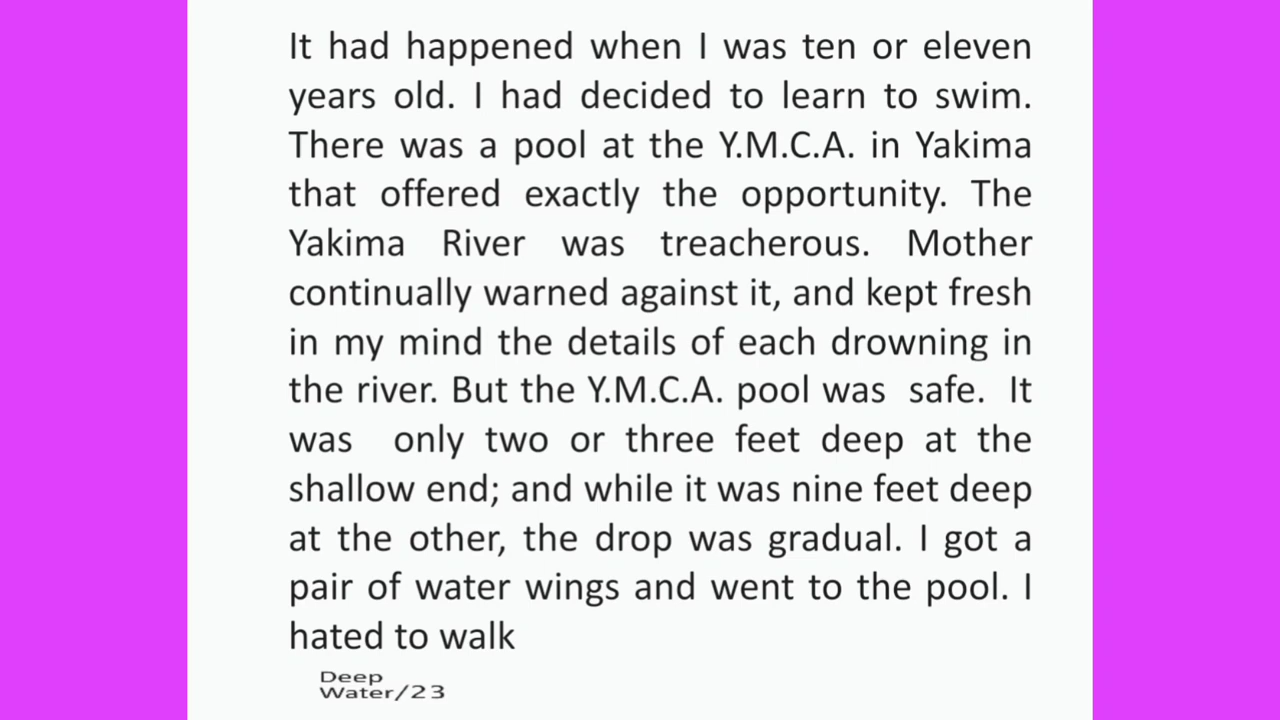 It had happened when I was ten or eleven
years old. I had decided to learn to swim.
There was a pool at the Y.M.C.A. in Yakima
that offered exactly the opportunity. The
Yakima River was treacherous. Mother
continually warned against it, and kept fresh
in my mind the details of each drowning in
the river. But the Y.M.C.A. pool was safe. It
was only two or three feet deep at the
shallow end; and while it was nine feet deep
at the other, the drop was gradual. I got a
pair of water wings and went to the pool. I
hated to walk
Deep
Water/23